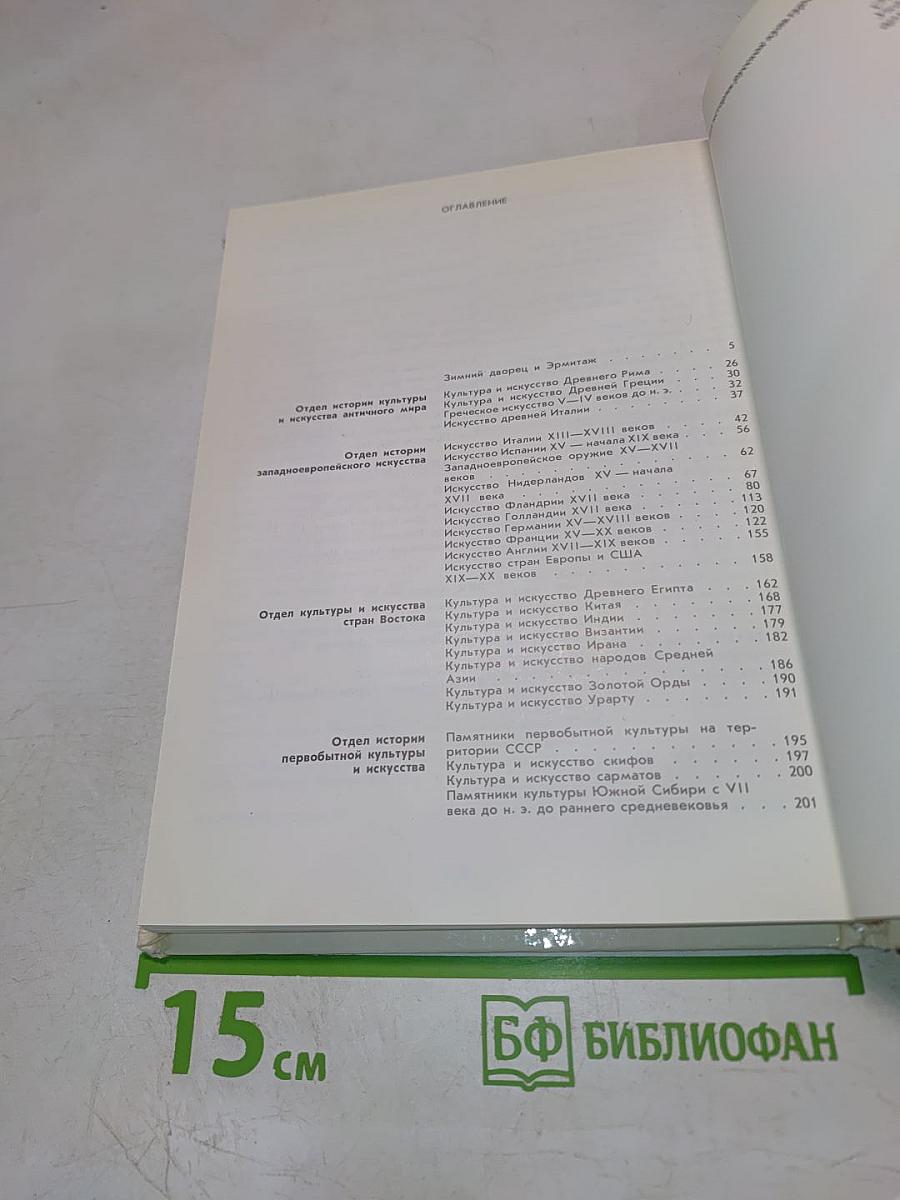 ОГЛАВЛЕНИЕ
Зимний дворец и Эрмитаж . . . . . . . 5
Отдел истории культуры
и искусства античного мира
Культура и искусство Древнего Рима . . . . 26
Культура и искусство Древней Греции . . . 30
Греческое искусство V—IV веков до н. э. . . . 32
Искусство древней Италии . . . . . . . 37
Отдел истории
западноевропейского искусства
Искусство Италии XIII—XVIII веков . . . . 42
Искусство Испании XV — начала XIX века . . . 56
Западноевропейское оружие XV—XVII
веков . . . . . . . . . . . . . 62
Искусство Нидерландов XV — начала
XVII века . . . . . . . . . . . 67
Искусство Фландрии XVII века . . . . . 80
Искусство Голландии XVII века . . . . . 113
Искусство Германии XV—XVIII веков . . . . 120
Искусство Франции XV—XX веков . . . . . 122
Искусство Англии XVII—XIX веков . . . . . 155
Искусство стран Европы и США
XIX—XX веков . . . . . . . . . . 158
Отдел культуры и искусства
стран Востока
Культура и искусство Древнего Египта . . . 162
Культура и искусство Китая . . . . . . 168
Культура и искусство Индии . . . . . . 177
Культура и искусство Византии . . . . . 179
Культура и искусство Ирана . . . . . . 182
Культура и искусство народов Средней
Азии . . . . . . . . . . . . . 186
Культура и искусство Золотой Орды . . . . 190
Культура и искусство Урарту . . . . . . 191
Отдел истории
первобытной культуры
и искусства
Памятники первобытной культуры на тер-
ритории СССР . . . . . . . . . . 195
Культура и искусство скифов . . . . . . 197
Культура и искусство сарматов . . . . . 200
Памятники культуры Южной Сибири с VII
века до н. э. до раннего средневековья . . . 201
15 см
БФ БИБЛИОФАН